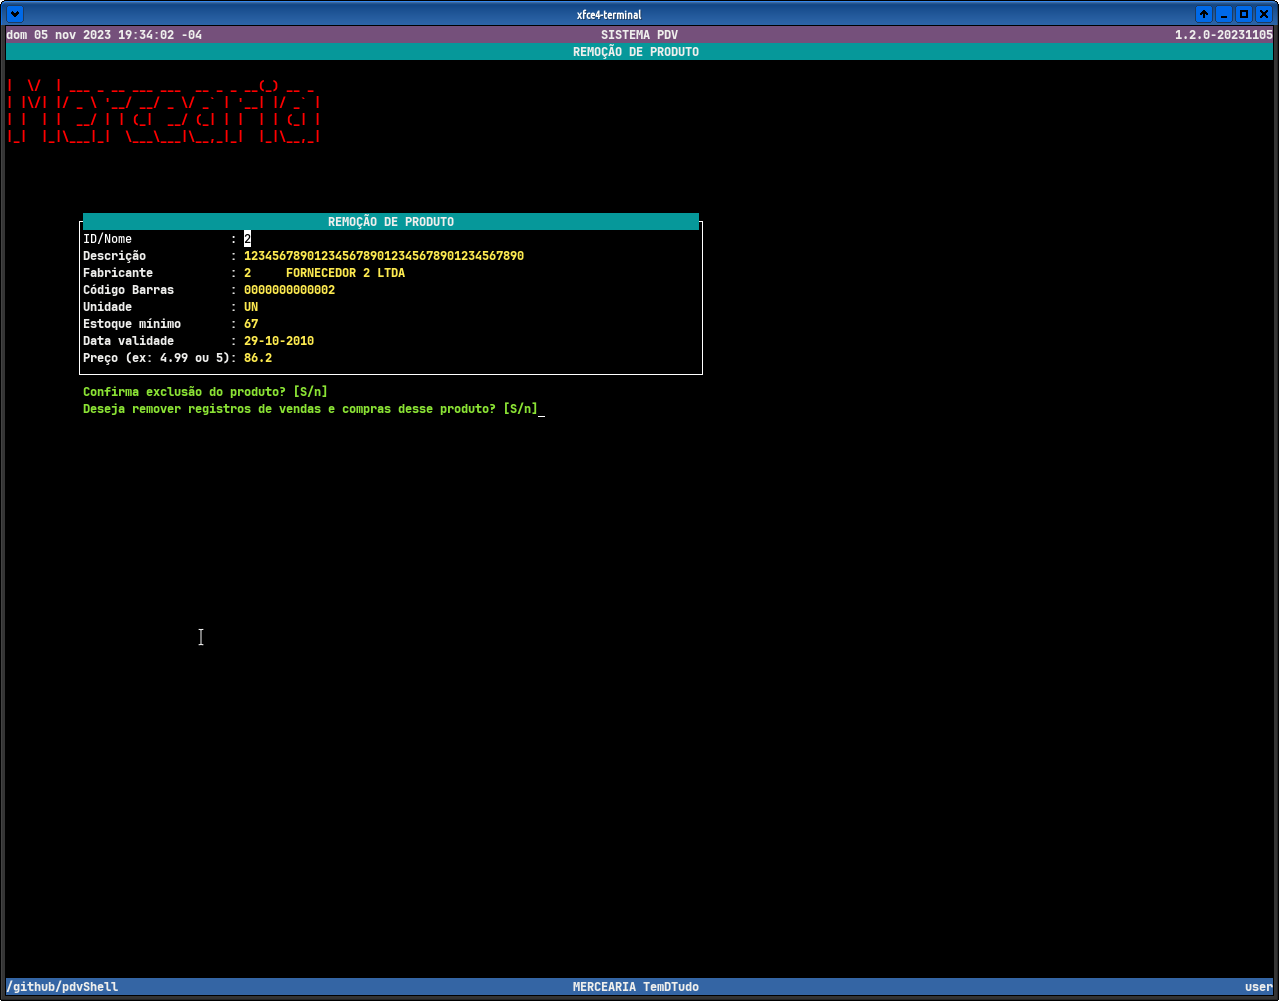 xfce4-terminal
dom 05 nov 2023 19:34:02 -04 SISTEMA PDV 1.2.0-20231105
REMOÇÃO DE PRODUTO
Mercearia
REMOÇÃO DE PRODUTO
ID/Nome : 2
Descrição : 1234567890123456789012345678901234567890
Fabricante : 2 FORNECEDOR 2 LTDA
Código Barras : 0000000000002
Unidade : UN
Estoque mínimo : 67
Data validade : 29-10-2010
Preço (ex: 4.99 ou 5): 86.2
Confirma exclusão do produto? [S/n]
Deseja remover registros de vendas e compras desse produto? [S/n]_
/github/pdvShell MERCEARIA TemDTudo user